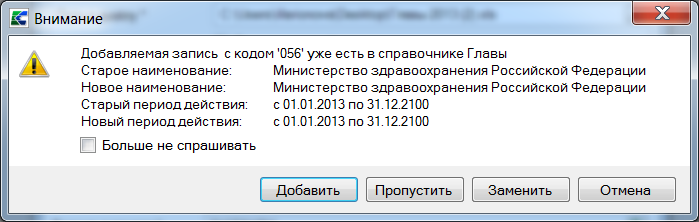 Внимание
Добавляемая запись с кодом '056' уже есть в справочнике Главы
Старое наименование: Министерство здравоохранения Российской Федерации
Новое наименование: Министерство здравоохранения Российской Федерации
Старый период действия: с 01.01.2013 по 31.12.2100
Новый период действия: с 01.01.2013 по 31.12.2100
Больше не спрашивать
Добавить Пропустить Заменить Отмена